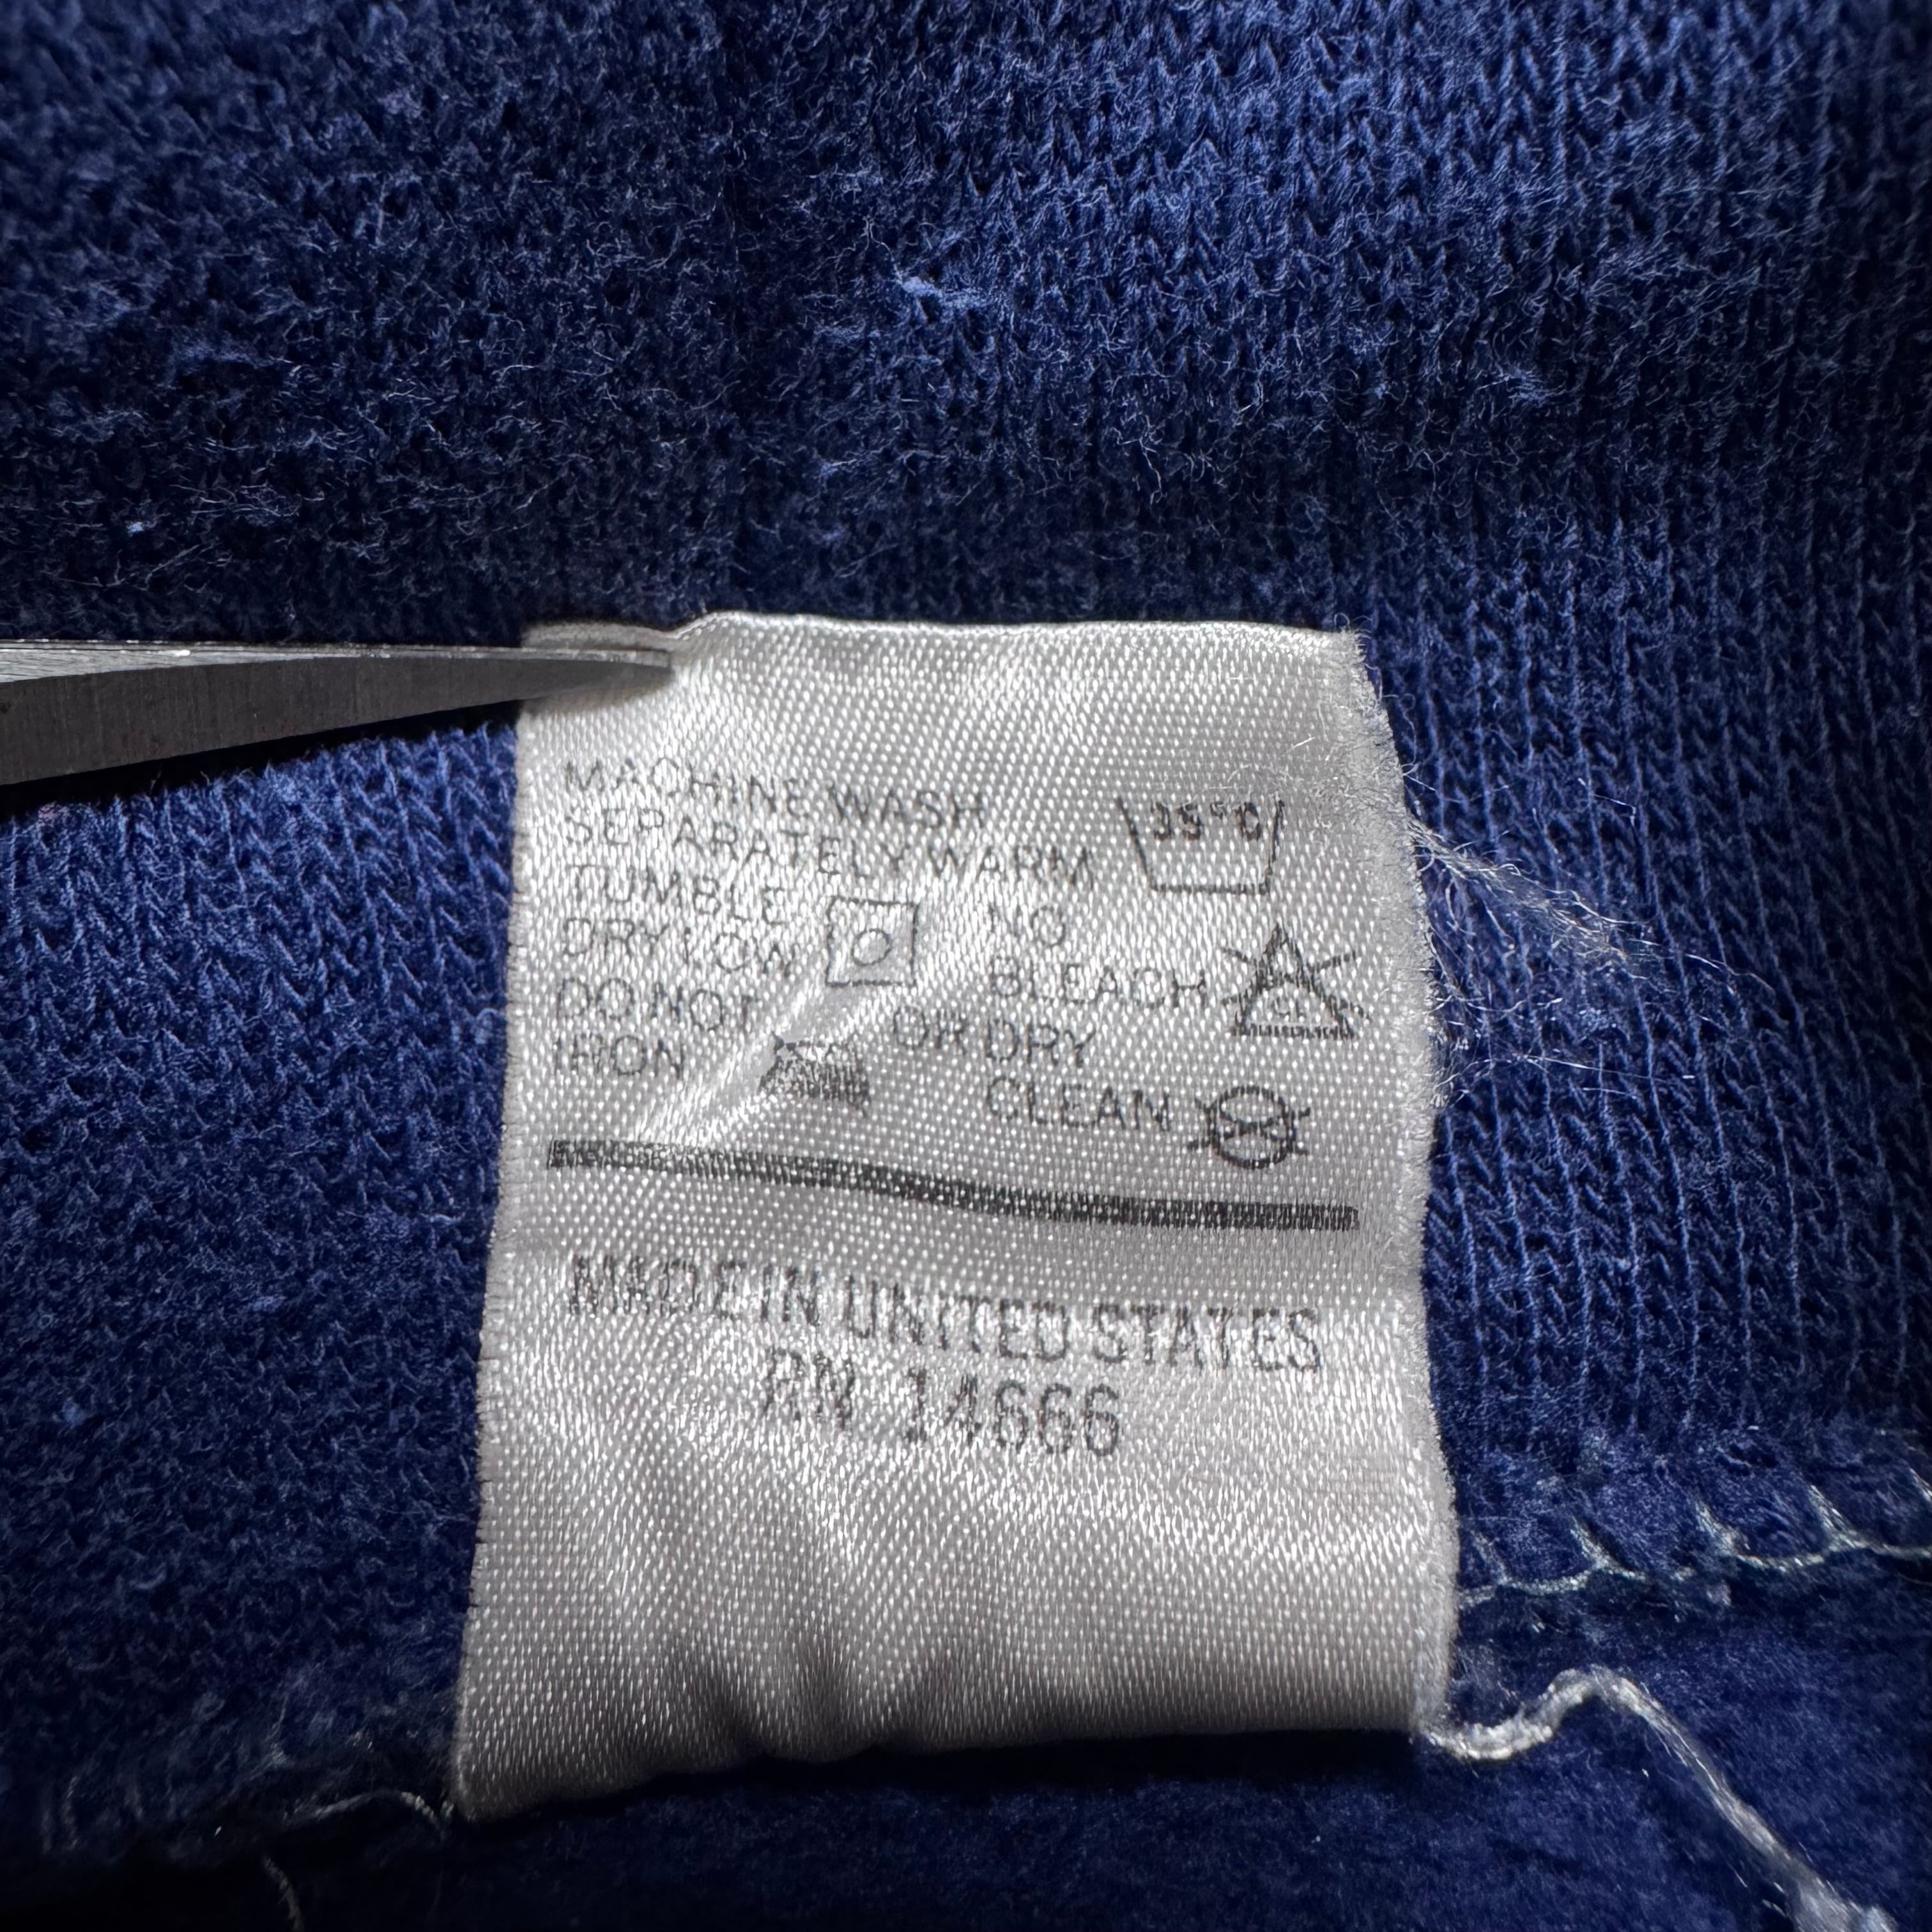 MACHINE WASH
SEPARATELY WARM 35°C
TUMBLE
DRY LOW
NO
BLEACH CL
DO NOT
IRON
OR DRY
CLEAN
MADE IN UNITED STATES
RN 14666